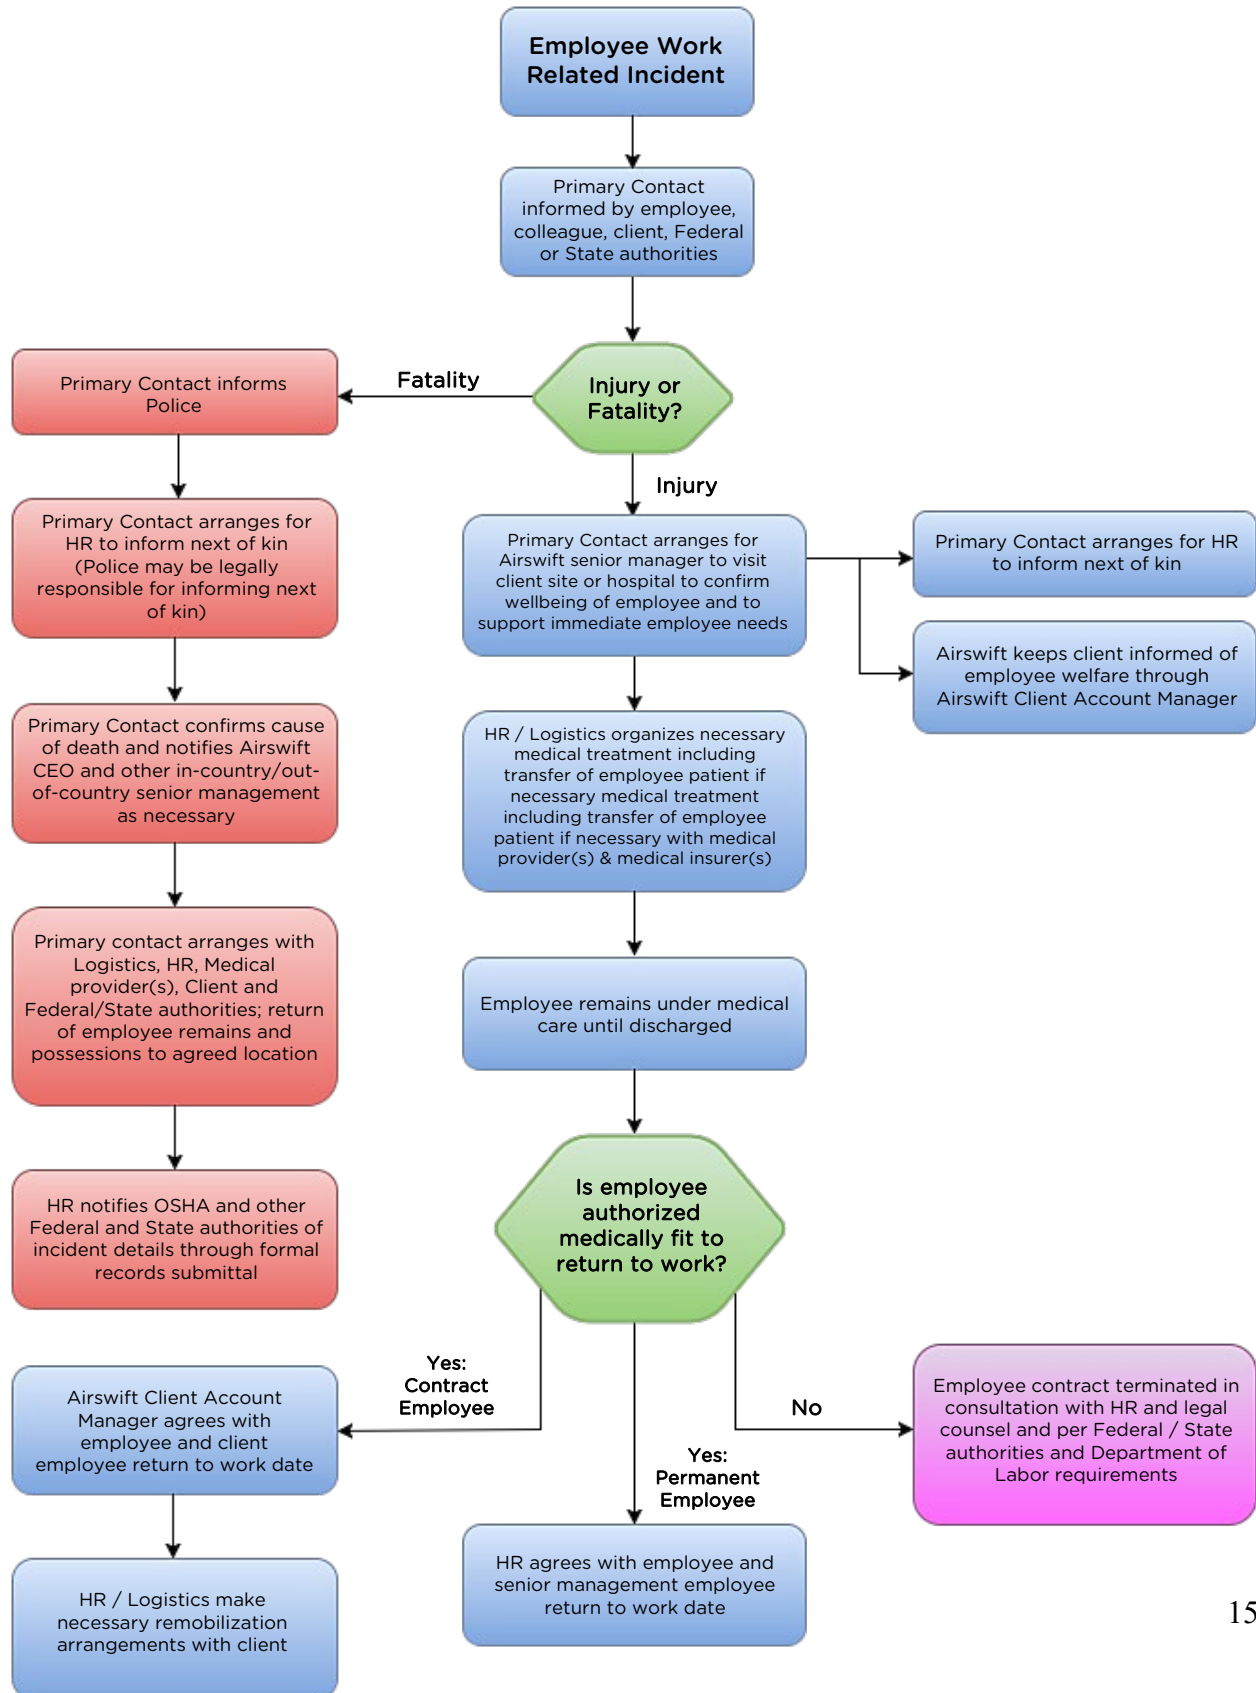 Employee Work
Related Incident
Primary Contact
informed by employee,
colleague, client, Federal
or State authorities
Injury or
Fatality?
Fatality
Primary Contact informs
Police
Primary Contact arranges for
HR to inform next of kin
(Police may be legally
responsible for informing next
of kin)
Primary Contact confirms cause
of death and notifies Airswift
CEO and other in-country/out-
of-country senior management
as necessary
Primary contact arranges with
Logistics, HR, Medical
provider(s), Client and
Federal/State authorities; return
of employee remains and
possessions to agreed location
HR notifies OSHA and other
Federal and State authorities of
incident details through formal
records submittal
Injury
Primary Contact arranges for
Airswift senior manager to visit
client site or hospital to confirm
wellbeing of employee and to
support immediate employee needs
Primary Contact arranges for HR
to inform next of kin
Airswift keeps client informed of
employee welfare through
Airswift Client Account Manager
HR / Logistics organizes necessary
medical treatment including
transfer of employee patient if
necessary medical treatment
including transfer of employee
patient if necessary with medical
provider(s) & medical insurer(s)
Employee remains under medical
care until discharged
Is employee
authorized
medically fit to
return to work?
Yes:
Contract
Employee
Airswift Client Account
Manager agrees with
employee and client
employee return to work date
HR / Logistics make
necessary remobilization
arrangements with client
Yes:
Permanent
Employee
HR agrees with employee and
senior management employee
return to work date
No
Employee contract terminated in
consultation with HR and legal
counsel and per Federal / State
authorities and Department of
Labor requirements
15